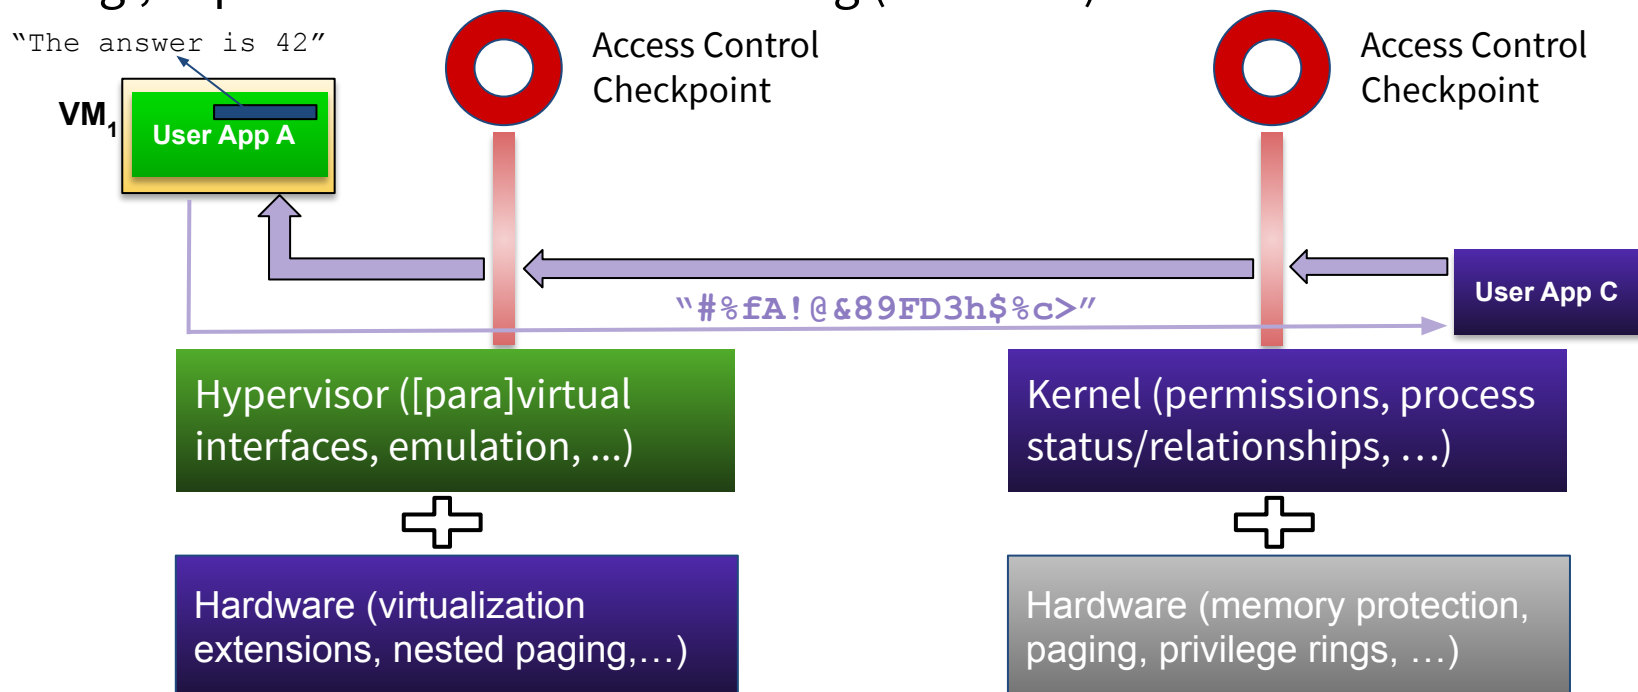 "The answer is 42"
Access Control
Checkpoint
Access Control
Checkpoint
VM1
User App A
User App C
"#%fA!@&89FD3h$%c>"
Hypervisor ([para]virtual
interfaces, emulation, ...)
Kernel (permissions, process
status/relationships, …)
Hardware (virtualization
extensions, nested paging,…)
Hardware (memory protection,
paging, privilege rings, …)